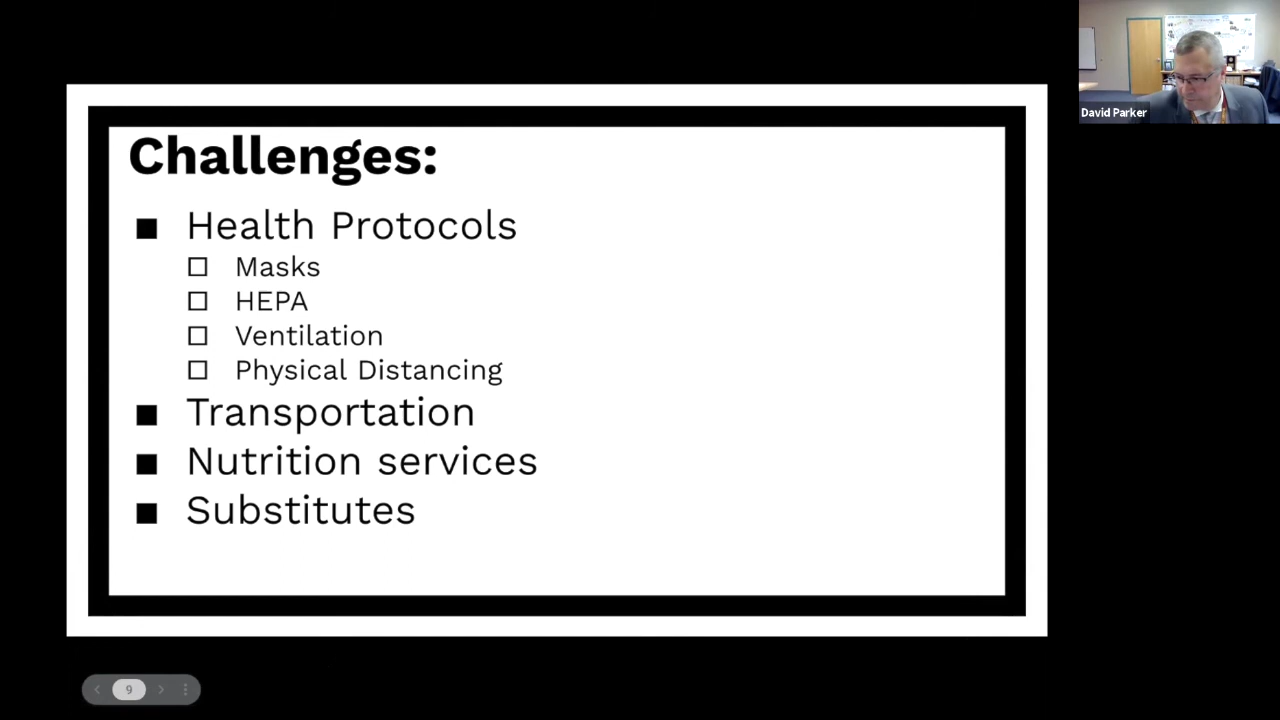 Challenges:
■ Health Protocols
□ Masks
□ HEPA
□ Ventilation
□ Physical Distancing
■ Transportation
■ Nutrition services
■ Substitutes
David Parker
9